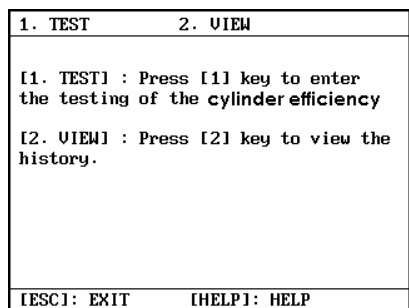 1. TEST 2. VIEW
[1. TEST] : Press [1] key to enter
the testing of the cylinder efficiency
[2. VIEW] : Press [2] key to view the
history.
[ESC]: EXIT [HELP]: HELP